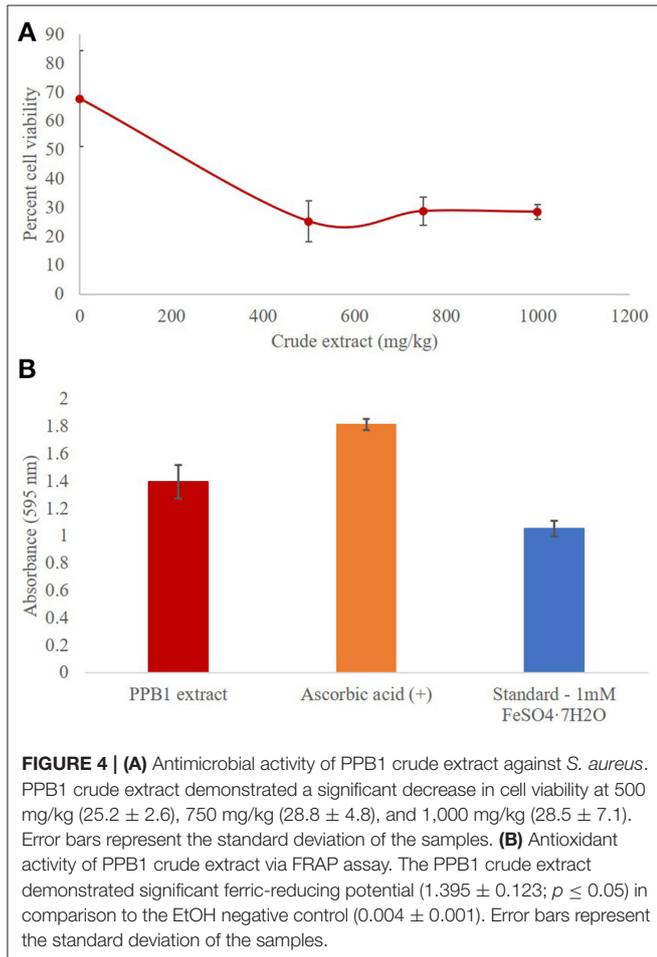 A
90
80
70
60
50
40
30
20
10
0
Percent cell viability
0 200 400 600 800 1000 1200
Crude extract (mg/kg)
B
2
1.8
1.6
1.4
1.2
1
0.8
0.6
0.4
0.2
0
Absorbance (595 nm)
PPB1 extract Ascorbic acid (+) Standard - 1mM
FeSO4·7H2O
FIGURE 4 | (A) Antimicrobial activity of PPB1 crude extract against S. aureus.
PPB1 crude extract demonstrated a significant decrease in cell viability at 500
mg/kg (25.2 ± 2.6), 750 mg/kg (28.8 ± 4.8), and 1,000 mg/kg (28.5 ± 7.1).
Error bars represent the standard deviation of the samples. (B) Antioxidant
activity of PPB1 crude extract via FRAP assay. The PPB1 crude extract
demonstrated significant ferric-reducing potential (1.395 ± 0.123; p ≤ 0.05) in
comparison to the EtOH negative control (0.004 ± 0.001). Error bars represent
the standard deviation of the samples.